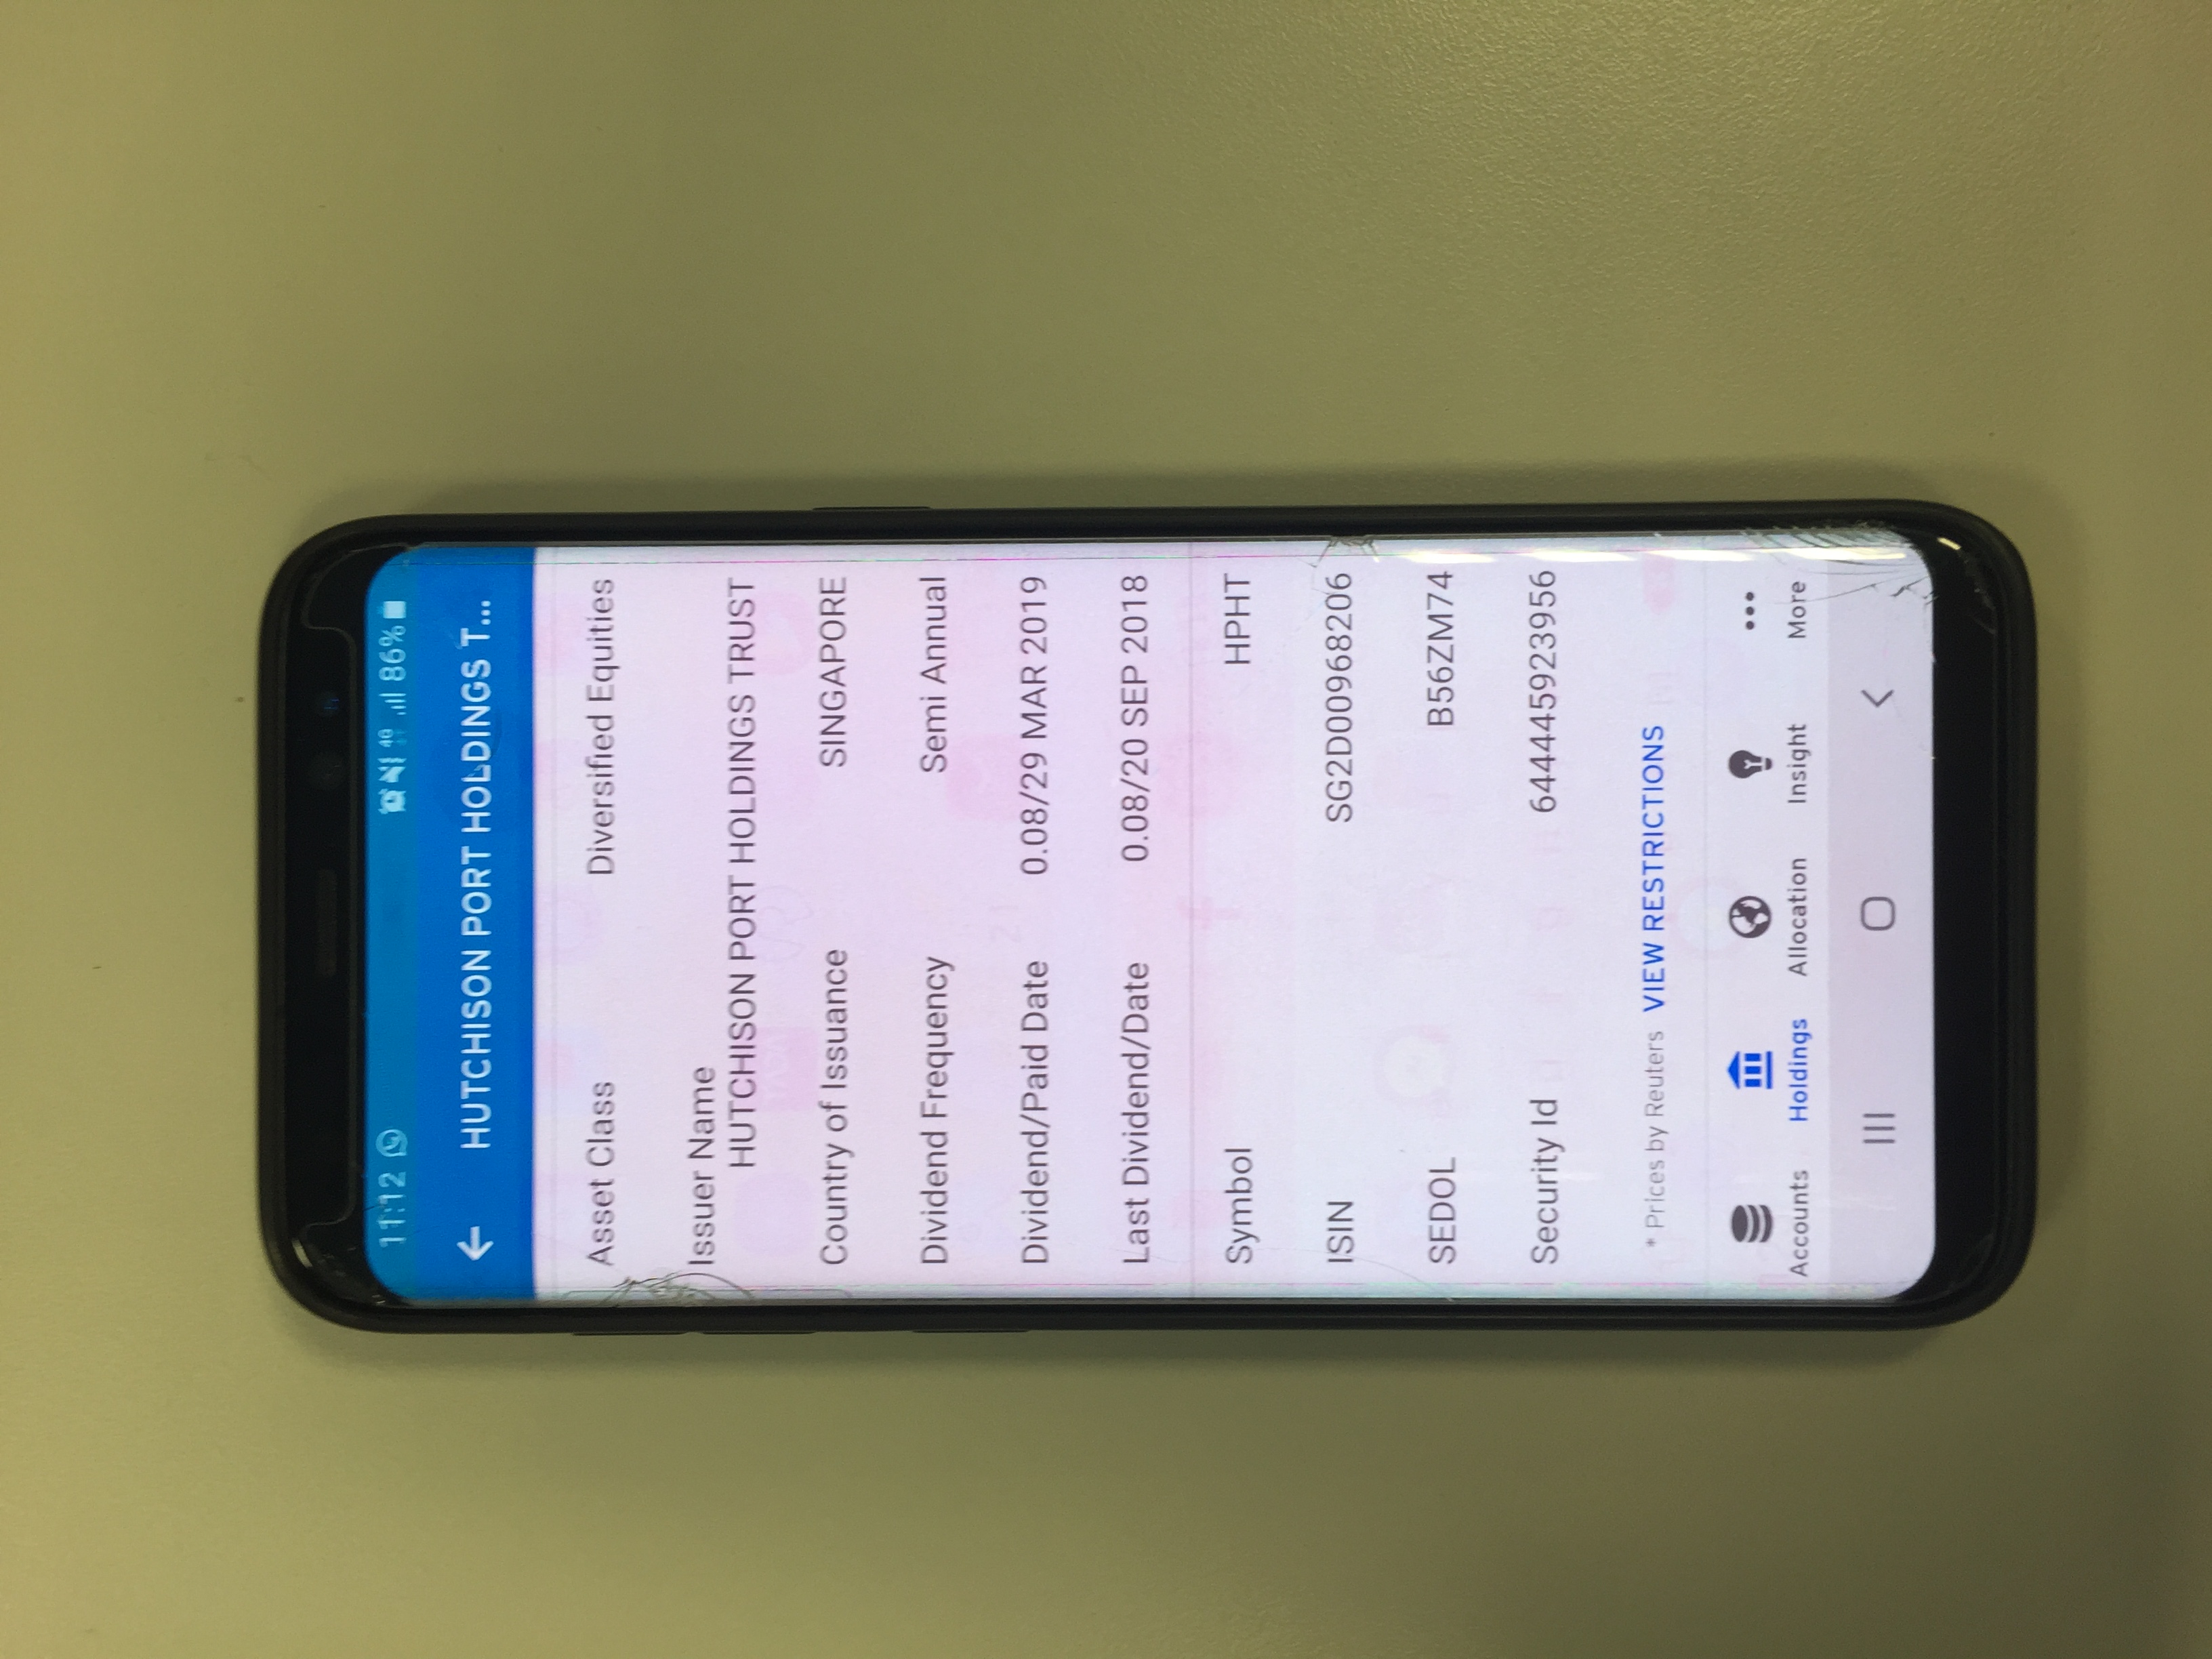 11:12 4G 86%
HUTCHISON PORT HOLDINGS T...
Asset Class Diversified Equities
Issuer Name
HUTCHISON PORT HOLDINGS TRUST
Country of Issuance SINGAPORE
Dividend Frequency Semi Annual
Dividend/Paid Date 0.08/29 MAR 2019
Last Dividend/Date 0.08/20 SEP 2018
Symbol HPHT
ISIN SG2D00968206
SEDOL B56ZM74
Security Id 644445923956
* Prices by Reuters VIEW RESTRICTIONS
Accounts Holdings Allocation Insight More